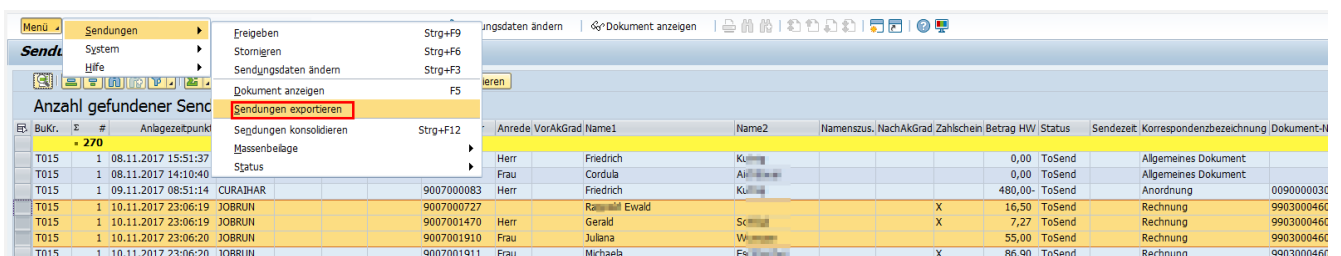 Menü Sendungen Freigeben Strg+F9 ungsdaten ändern Dokument anzeigen
System Stornieren Strg+F6
Hilfe Sendungsdaten ändern Strg+F3
Dokument anzeigen F5 ieren
Anzahl gefundener Send Sendungen exportieren
Sendungen konsolidieren Strg+F12
Massenbeilage
Status
BuKr. Σ # Anlagezeitpunkt Anrede VorAkGrad Name1 Name2 Namenszus. NachAkGrad Zahlschein Betrag HW Status Sendezeit Korrespondenzbezeichnung Dokument-N
270
T015 1 08.11.2017 15:51:37 Herr Friedrich 0,00 ToSend Allgemeines Dokument
T015 1 08.11.2017 14:10:40 Frau Cordula 0,00 ToSend Allgemeines Dokument
T015 1 09.11.2017 08:51:14 CURAIHAR 9007000083 Herr Friedrich 480,00- ToSend Anordnung 0090000030
T015 1 10.11.2017 23:06:19 JOBRUN 9007000727 Ewald X 16,50 ToSend Rechnung 9903000460
T015 1 10.11.2017 23:06:19 JOBRUN 9007001470 Herr Gerald X 7,27 ToSend Rechnung 9903000460
T015 1 10.11.2017 23:06:20 JOBRUN 9007001910 Frau Juliana 55,00 ToSend Rechnung 9903000460
T015 1 10.11.2017 23:06:20 JOBRUN 9007001911 Frau Michaela X 86,90 ToSend Rechnung 9903000460